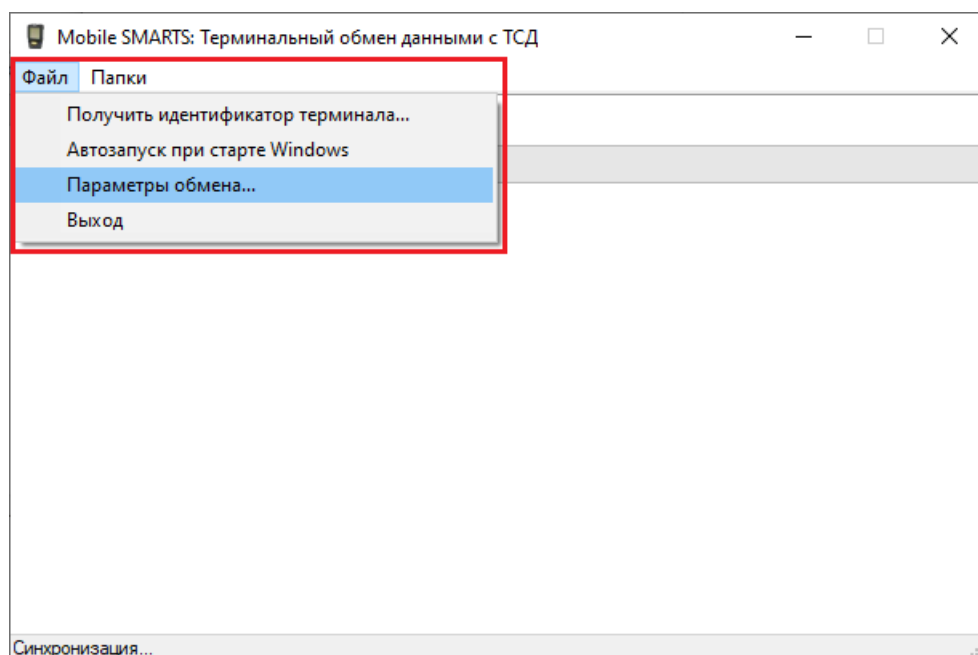 Mobile SMARTS: Терминальный обмен данными с ТСД
Файл Папки
Получить идентификатор терминала...
Автозапуск при старте Windows
Параметры обмена...
Выход
Синхронизация...